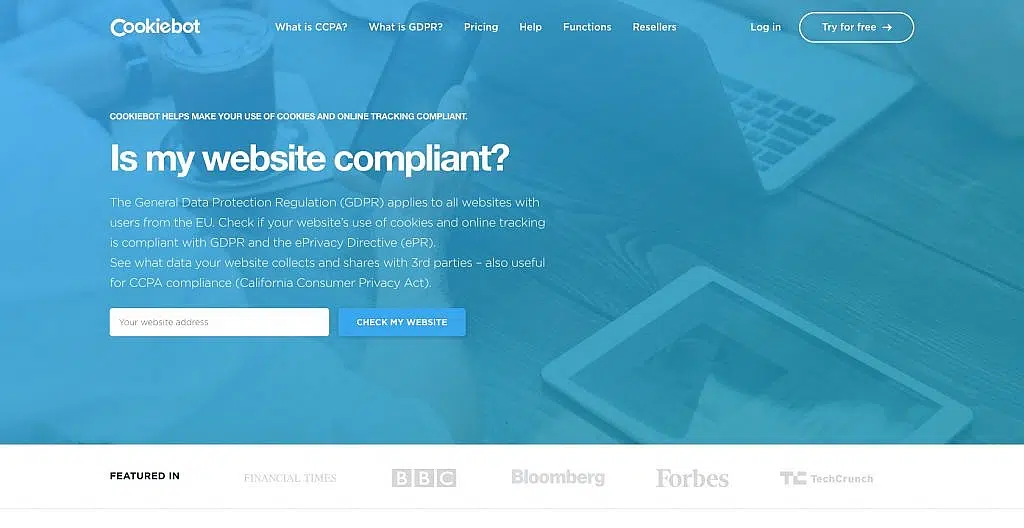 Cookiebot What is CCPA? What is GDPR? Pricing Help Functions Resellers Log in Try for free →
COOKIEBOT HELPS MAKE YOUR USE OF COOKIES AND ONLINE TRACKING COMPLIANT.
Is my website compliant?
The General Data Protection Regulation (GDPR) applies to all websites with
users from the EU. Check if your website's use of cookies and online tracking
is compliant with GDPR and the ePrivacy Directive (ePR).
See what data your website collects and shares with 3rd parties – also useful
for CCPA compliance (California Consumer Privacy Act).
Your website address CHECK MY WEBSITE
FEATURED IN FINANCIAL TIMES BBC Bloomberg Forbes TC TechCrunch